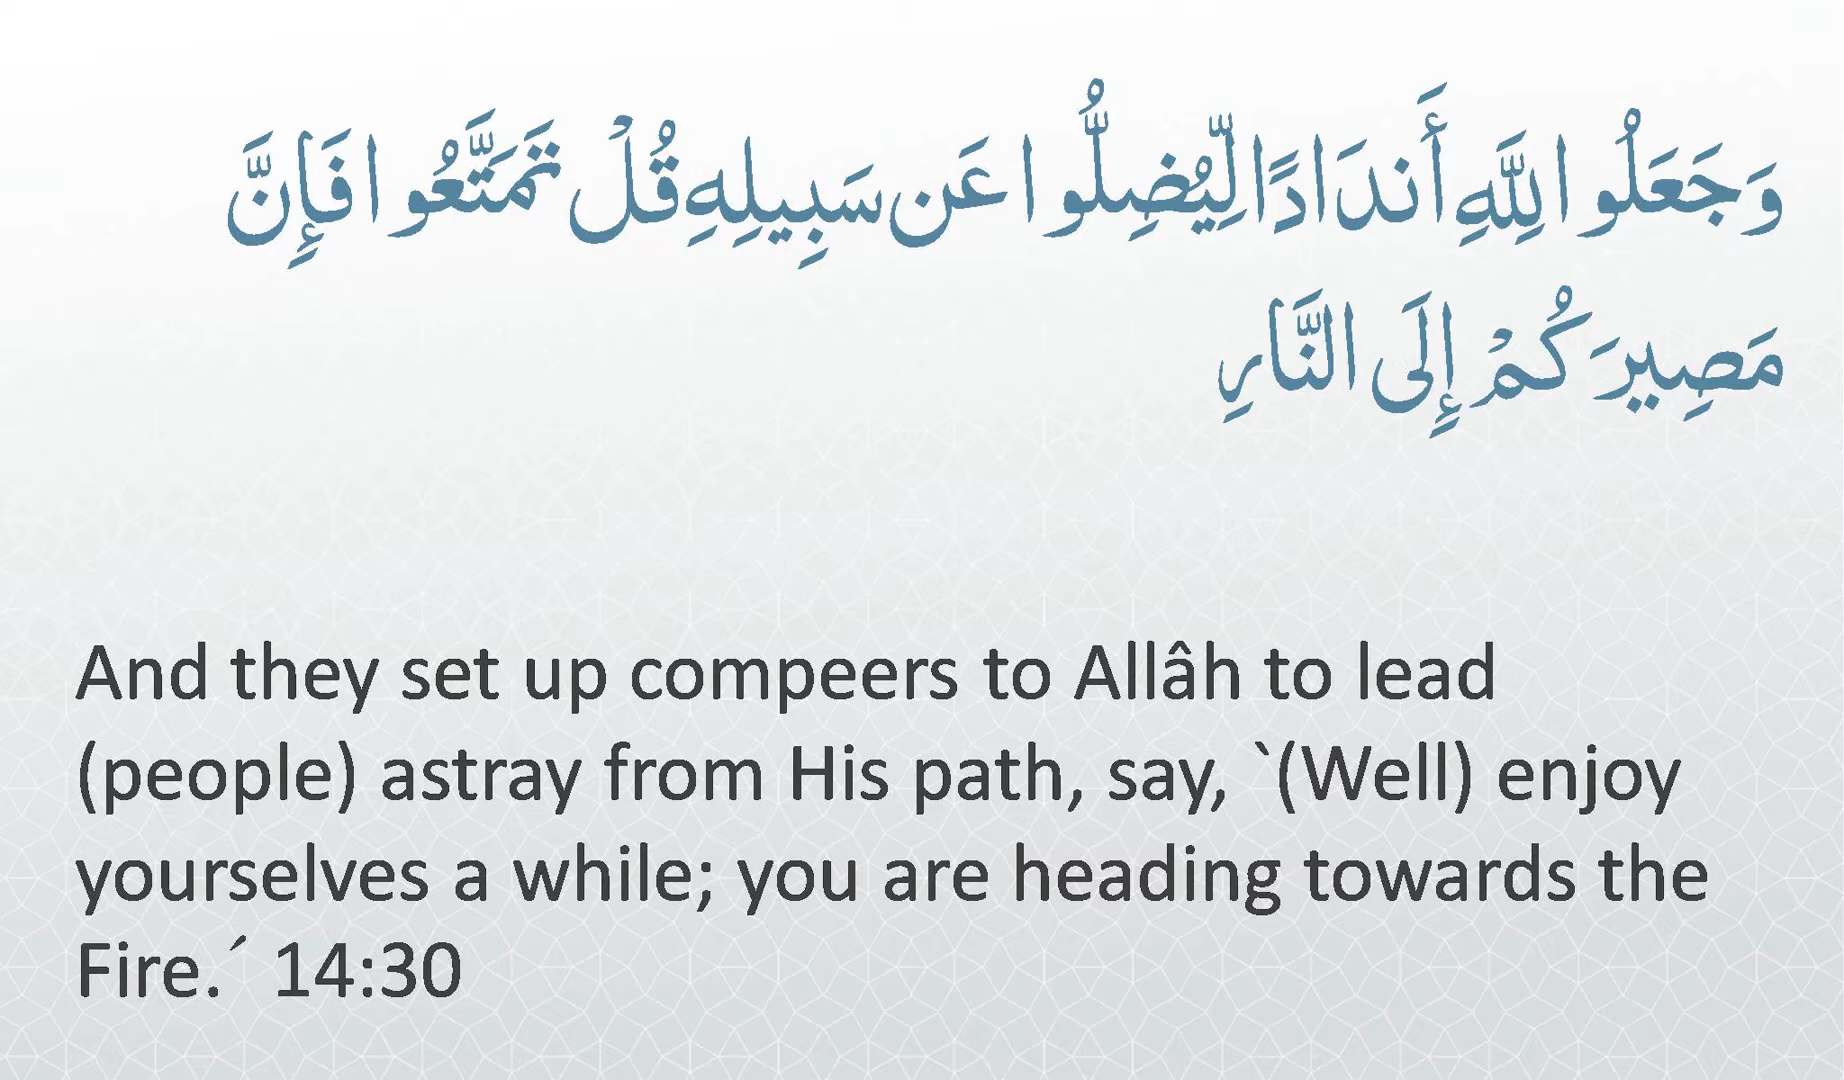 وَجَعَلُوا لِلَّهِ أَندَادًا لِّيُضِلُّوا عَن سَبِيلِهِ قُلْ تَمَتَّعُوا فَإِنَّ
مَصِيرَكُمْ إِلَى النَّارِ
And they set up compeers to Allâh to lead
(people) astray from His path, say, `(Well) enjoy
yourselves a while; you are heading towards the
Fire.´ 14:30